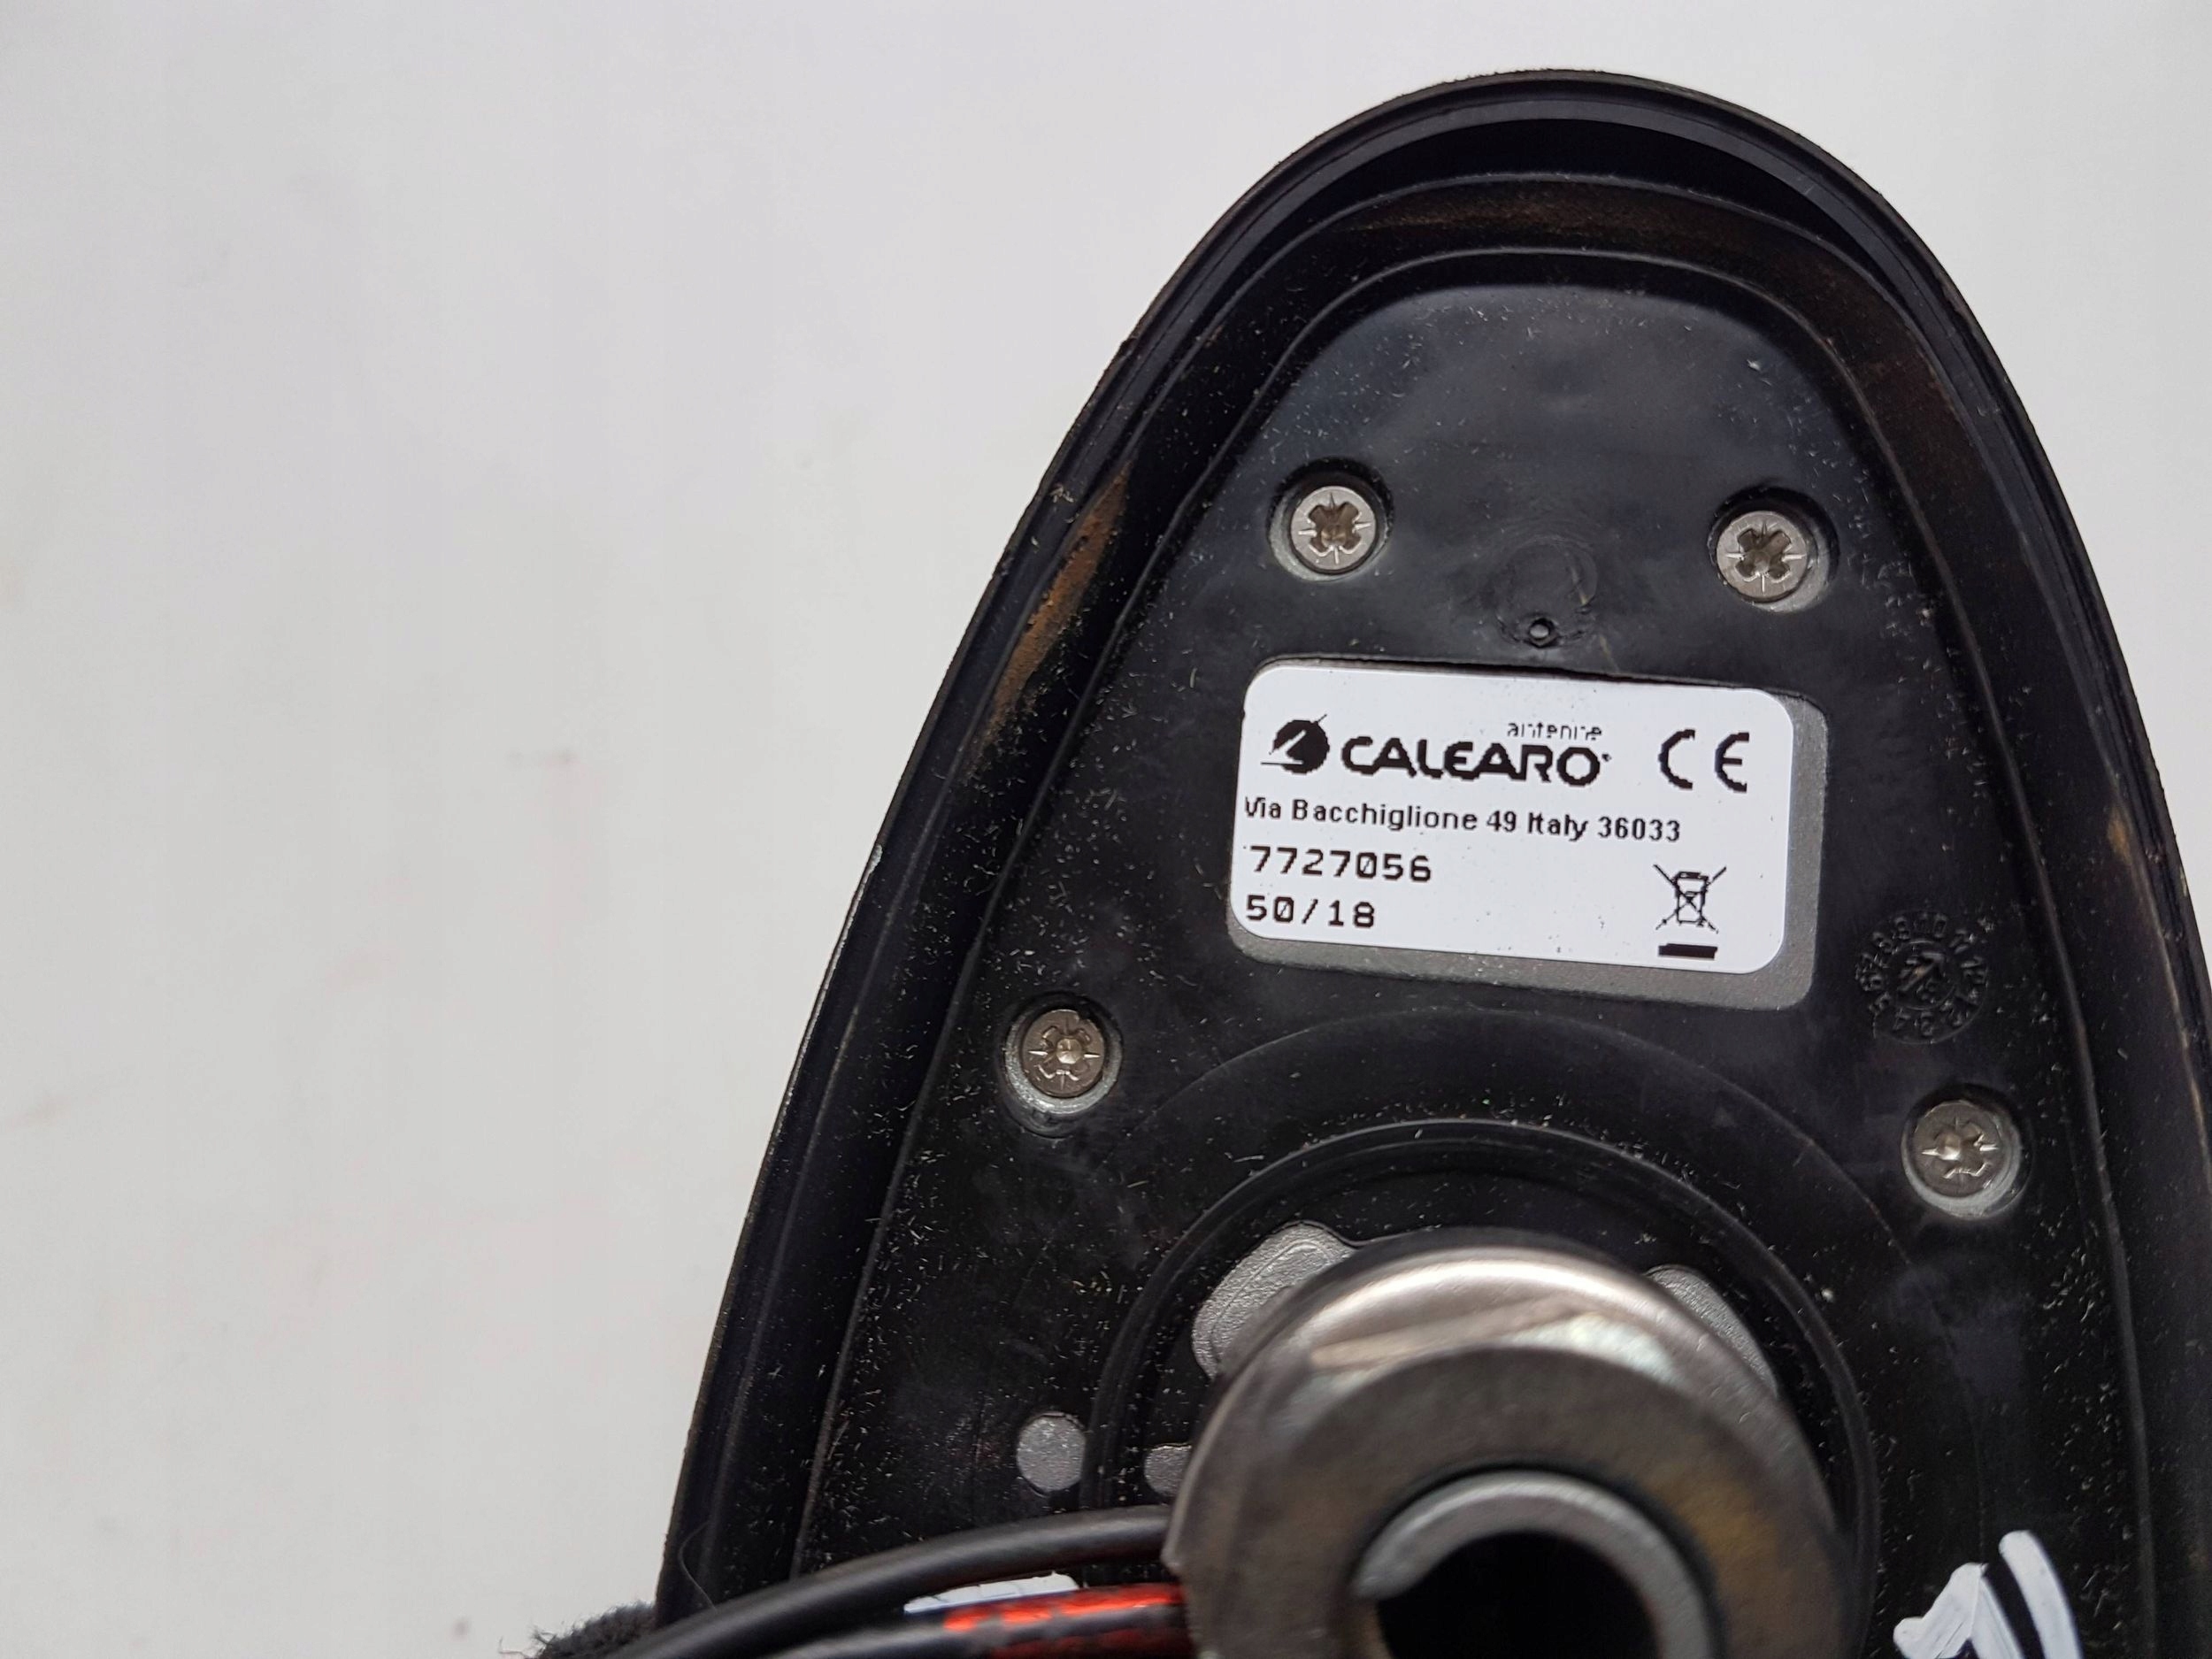 antenne
CALEARO CE
Via Bacchiglione 49 Italy 36033
7727056
50/18